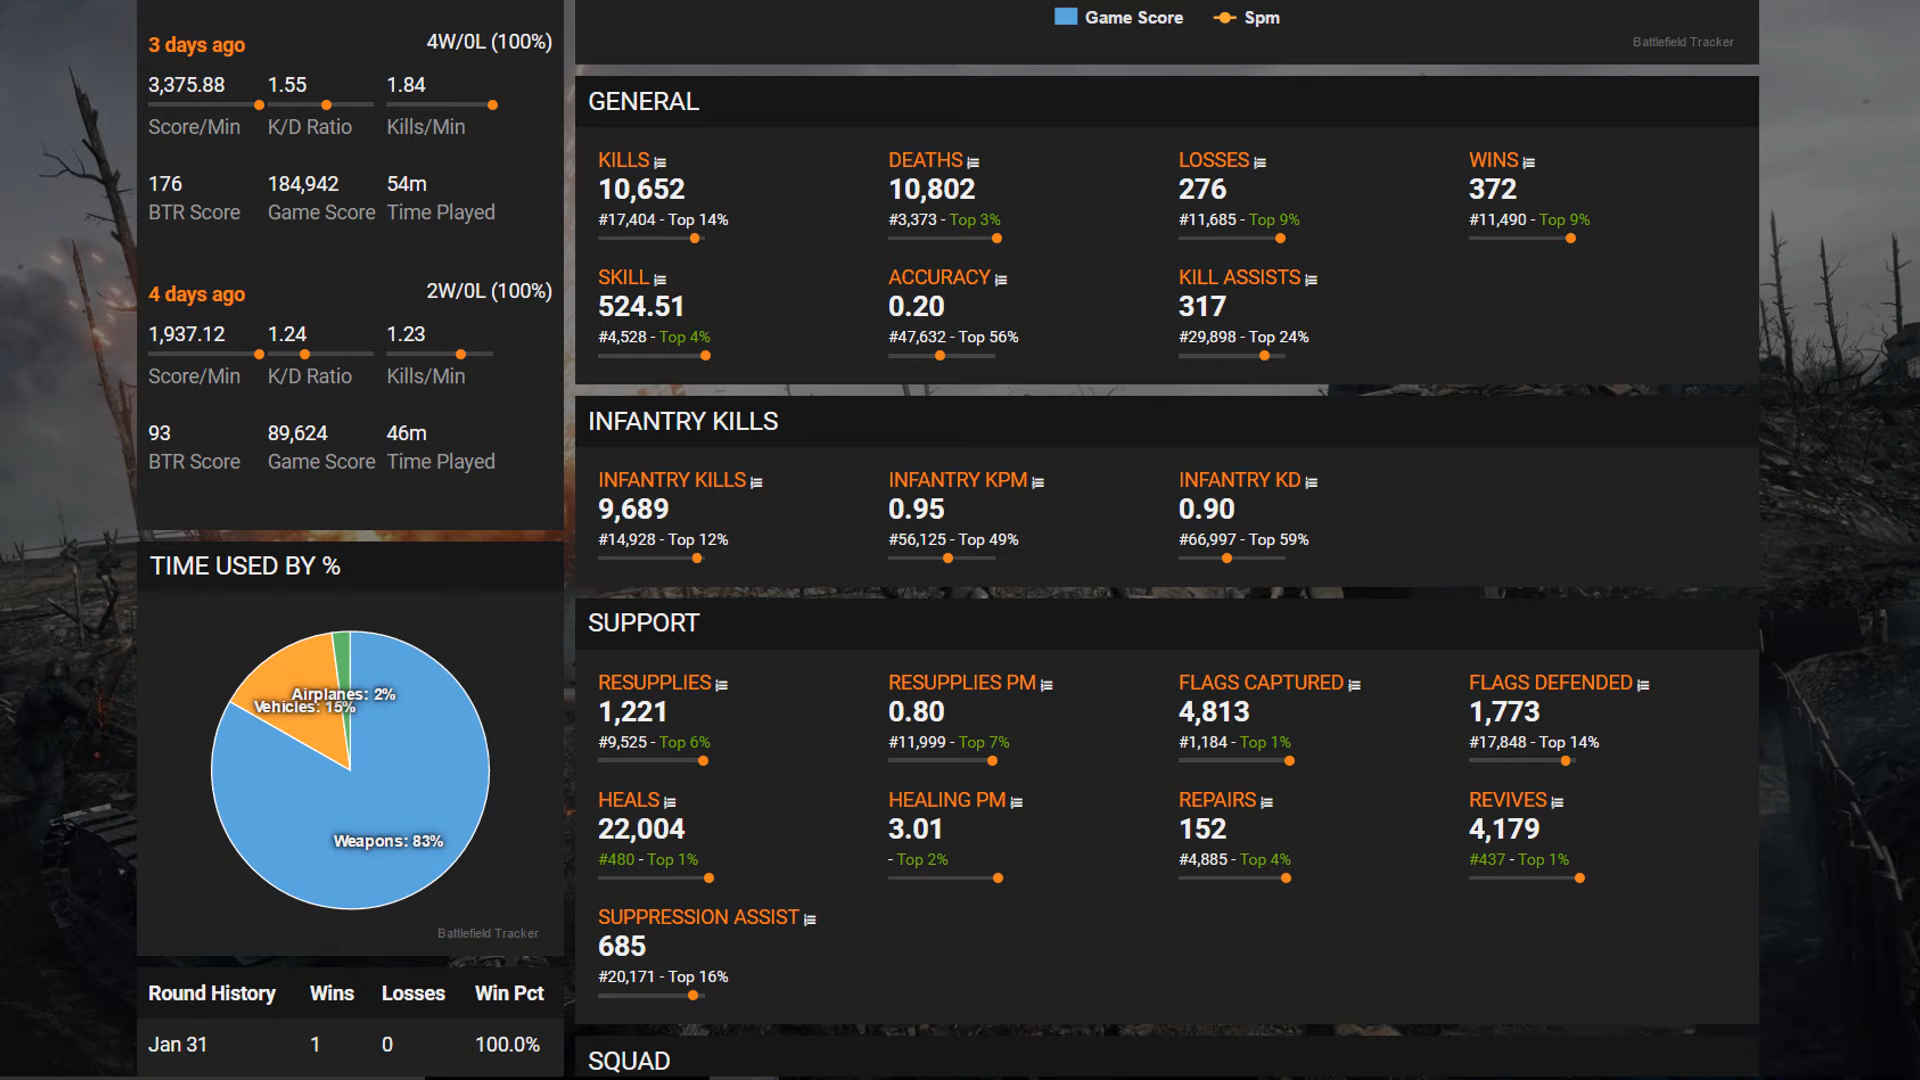 3 days ago
4W/0L (100%)
3,375.88 1.55 1.84
Score/Min K/D Ratio Kills/Min
176 184,942 54m
BTR Score Game Score Time Played
4 days ago
2W/0L (100%)
1,937.12 1.24 1.23
Score/Min K/D Ratio Kills/Min
93 89,624 46m
BTR Score Game Score Time Played
TIME USED BY %
Airplanes: 2%
Vehicles: 15%
Weapons: 83%
Battlefield Tracker
Round History Wins Losses Win Pct
Jan 31 1 0 100.0%
Game Score Spm
Battlefield Tracker
GENERAL
KILLS DEATHS LOSSES WINS
10,652 10,802 276 372
#17,404 - Top 14% #3,373 - Top 3% #11,685 - Top 9% #11,490 - Top 9%
SKILL ACCURACY KILL ASSISTS
524.51 0.20 317
#4,528 - Top 4% #47,632 - Top 56% #29,898 - Top 24%
INFANTRY KILLS
INFANTRY KILLS INFANTRY KPM INFANTRY KD
9,689 0.95 0.90
#14,928 - Top 12% #56,125 - Top 49% #66,997 - Top 59%
SUPPORT
RESUPPLIES RESUPPLIES PM FLAGS CAPTURED FLAGS DEFENDED
1,221 0.80 4,813 1,773
#9,525 - Top 6% #11,999 - Top 7% #1,184 - Top 1% #17,848 - Top 14%
HEALS HEALING PM REPAIRS REVIVES
22,004 3.01 152 4,179
#480 - Top 1% - Top 2% #4,885 - Top 4% #437 - Top 1%
SUPPRESSION ASSIST
685
#20,171 - Top 16%
SQUAD